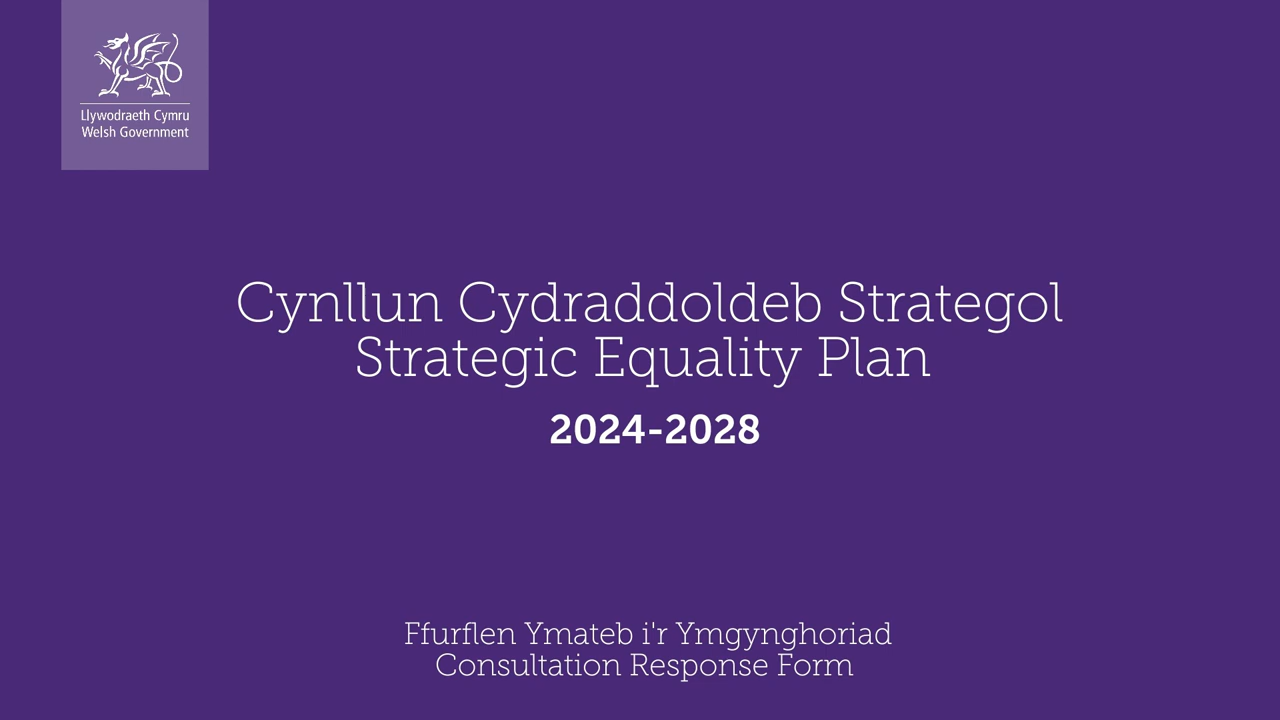 Llywodraeth Cymru
Welsh Government
Cynllun Cydraddoldeb Strategol
Strategic Equality Plan
2024-2028
Ffurflen Ymateb i'r Ymgynghoriad
Consultation Response Form